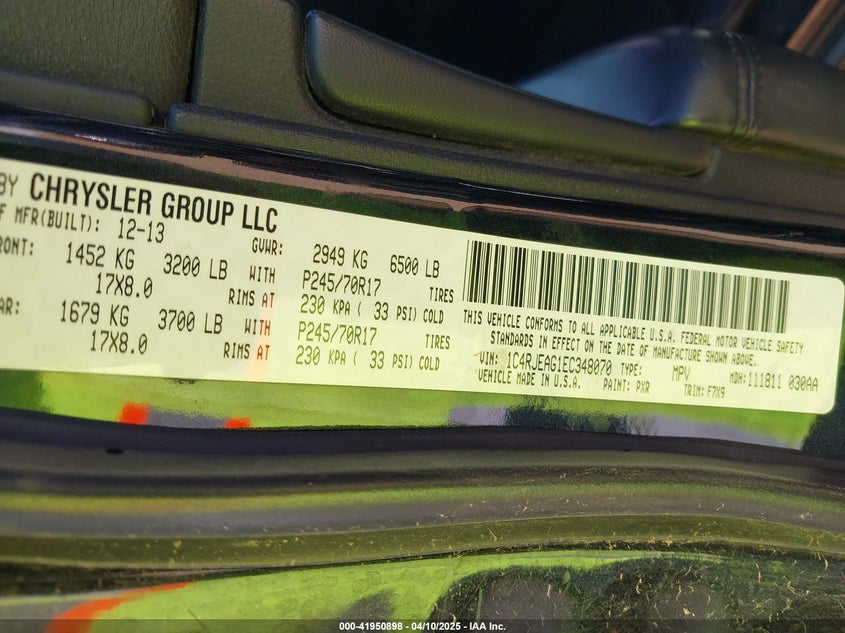 BY CHRYSLER GROUP LLC
F MFR(BUILT): 12-13 GVWR: 2949 KG 6500 LB
RONT: 1452 KG 3200 LB WITH P245/70R17 TIRES
17X8.0 RIMS AT 230 KPA ( 33 PSI) COLD
AR: 1679 KG 3700 LB WITH P245/70R17 TIRES
17X8.0 RIMS AT 230 KPA ( 33 PSI) COLD
THIS VEHICLE CONFORMS TO ALL APPLICABLE U.S.A. FEDERAL MOTOR VEHICLE SAFETY
STANDARDS IN EFFECT ON THE DATE OF MANUFACTURE SHOWN ABOVE.
VIN: 1C4RJEAG1EC348070 TYPE: MPV MDH: 111811 030AA
VEHICLE MADE IN U.S.A. PAINT: PXR TRIM: F7X9
000-41950898 - 04/10/2025 - IAA Inc.